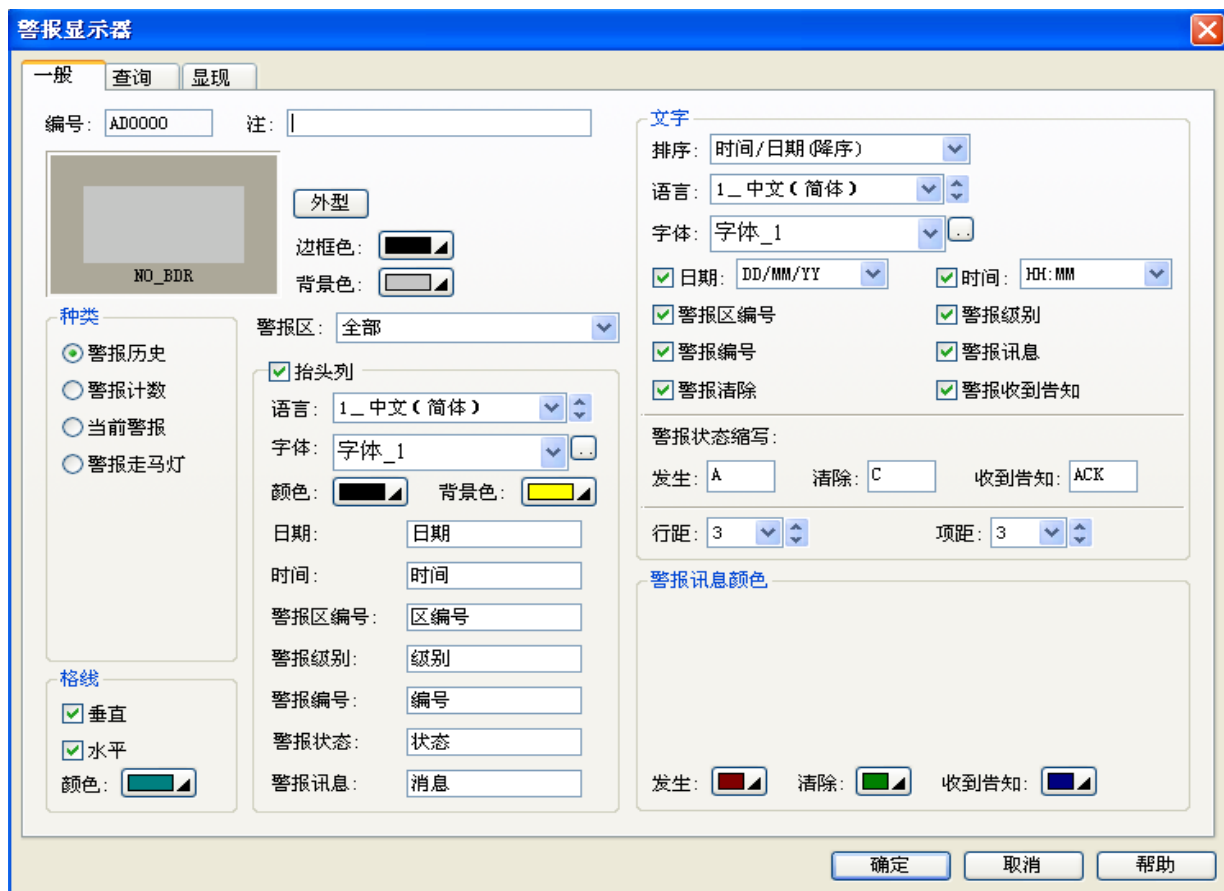 警报显示器
一般 查询 显现
编号: AD0000 注:
NO_BDR
外型
边框色:
背景色:
种类
警报历史
警报计数
当前警报
警报走马灯
格线
垂直
水平
颜色:
警报区: 全部
抬头列
语言: 1_中文(简体)
字体: 字体_1 ..
颜色: 背景色:
日期: 日期
时间: 时间
警报区编号: 区编号
警报级别: 级别
警报编号: 编号
警报状态: 状态
警报讯息: 消息
文字
排序: 时间/日期(降序)
语言: 1_中文(简体)
字体: 字体_1 ..
日期: DD/MM/YY 时间: HH:MM
警报区编号 警报级别
警报编号 警报讯息
警报清除 警报收到告知
警报状态缩写:
发生: A 清除: C 收到告知: ACK
行距: 3 项距: 3
警报讯息颜色
发生: 清除: 收到告知:
确定 取消 帮助